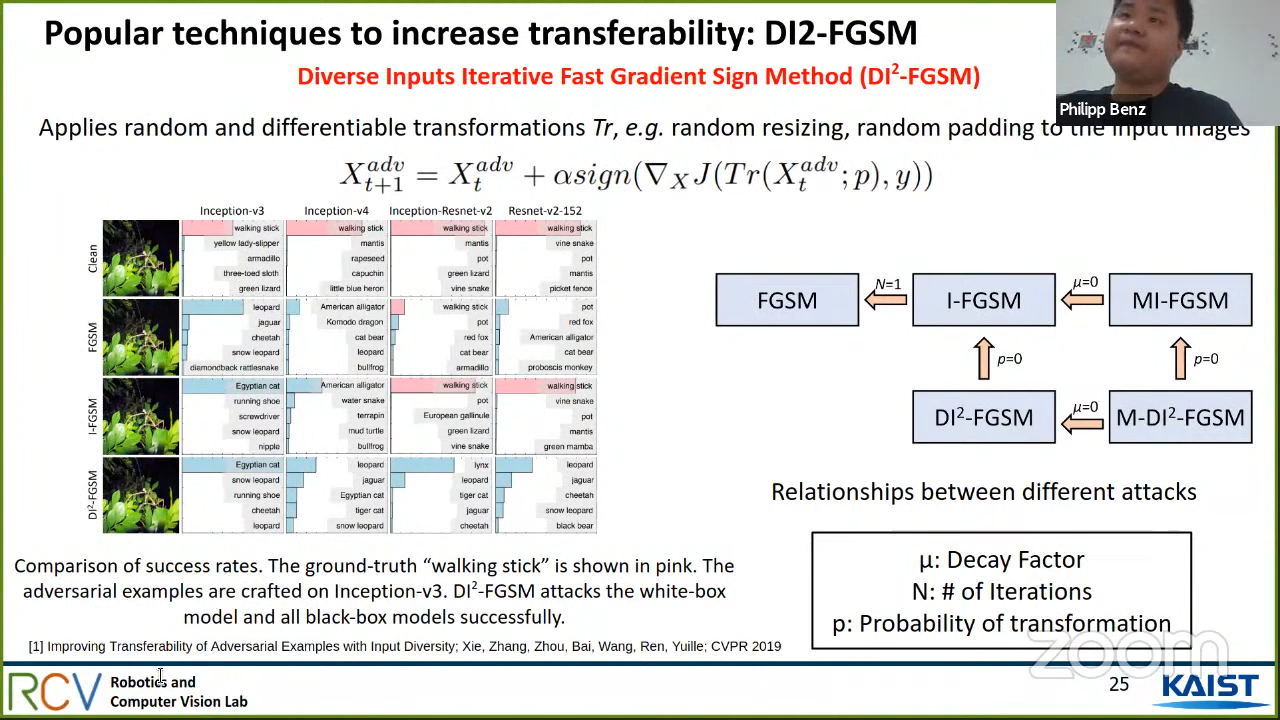 Popular techniques to increase transferability: DI2-FGSM
Diverse Inputs Iterative Fast Gradient Sign Method (DI²-FGSM)
Philipp Benz
Applies random and differentiable transformations Tr, e.g. random resizing, random padding to the input images
X_{t+1}^{adv} = X_t^{adv} + αsign(∇_X J(Tr(X_t^{adv}; p), y))
Inception-v3 Inception-v4 Inception-Resnet-v2 Resnet-v2-152
Clean
walking stick walking stick walking stick walking stick
yellow lady-slipper mantis mantis vine snake
armadillo rapeseed pot pot
three-toed sloth capuchin green lizard mantis
green lizard little blue heron vine snake picket fence
FGSM
leopard American alligator walking stick pot
jaguar Komodo dragon pot red fox
cheetah cat bear red fox American alligator
snow leopard leopard cat bear cat bear
diamondback rattlesnake bullfrog armadillo proboscis monkey
I-FGSM
Egyptian cat American alligator walking stick walking stick
running shoe water snake pot vine snake
screwdriver terrapin European gallinule pot
snow leopard mud turtle green lizard mantis
nipple bullfrog vine snake green mamba
DI²-FGSM
Egyptian cat leopard lynx leopard
snow leopard jaguar leopard jaguar
running shoe Egyptian cat tiger cat cheetah
cheetah tiger cat jaguar snow leopard
leopard snow leopard cheetah black bear
Comparison of success rates. The ground-truth “walking stick” is shown in pink. The
adversarial examples are crafted on Inception-v3. DI²-FGSM attacks the white-box
model and all black-box models successfully.
FGSM N=1 I-FGSM μ=0 MI-FGSM
p=0 p=0
DI²-FGSM μ=0 M-DI²-FGSM
Relationships between different attacks
μ: Decay Factor
N: # of Iterations
p: Probability of transformation
[1] Improving Transferability of Adversarial Examples with Input Diversity; Xie, Zhang, Zhou, Bai, Wang, Ren, Yuille; CVPR 2019
zoom
RCV
Robotics and
Computer Vision Lab
25
KAIST